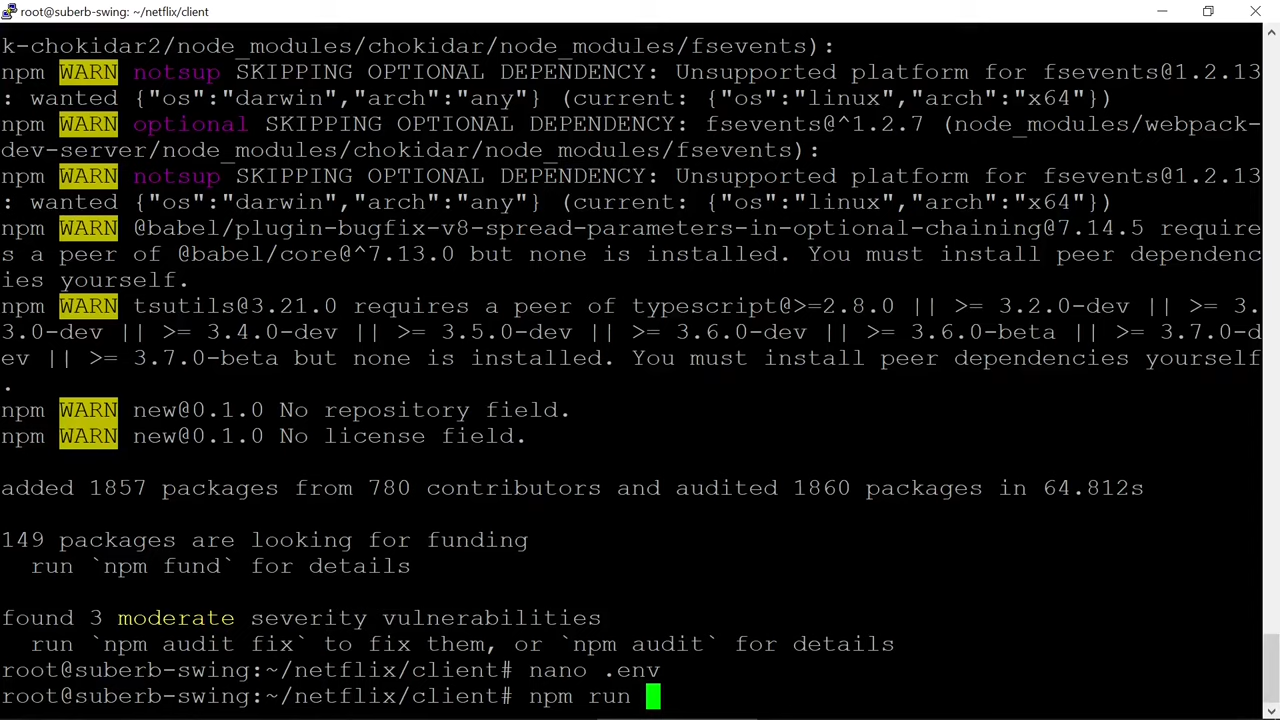 root@suberb-swing: ~/netflix/client
k-chokidar2/node_modules/chokidar/node_modules/fsevents):
npm WARN notsup SKIPPING OPTIONAL DEPENDENCY: Unsupported platform for fsevents@1.2.13
: wanted {"os":"darwin","arch":"any"} (current: {"os":"linux","arch":"x64"})
npm WARN optional SKIPPING OPTIONAL DEPENDENCY: fsevents@^1.2.7 (node_modules/webpack-
dev-server/node_modules/chokidar/node_modules/fsevents):
npm WARN notsup SKIPPING OPTIONAL DEPENDENCY: Unsupported platform for fsevents@1.2.13
: wanted {"os":"darwin","arch":"any"} (current: {"os":"linux","arch":"x64"})
npm WARN @babel/plugin-bugfix-v8-spread-parameters-in-optional-chaining@7.14.5 require
s a peer of @babel/core@^7.13.0 but none is installed. You must install peer dependenc
ies yourself.
npm WARN tsutils@3.21.0 requires a peer of typescript@>=2.8.0 || >= 3.2.0-dev || >= 3.
3.0-dev || >= 3.4.0-dev || >= 3.5.0-dev || >= 3.6.0-dev || >= 3.6.0-beta || >= 3.7.0-d
ev || >= 3.7.0-beta but none is installed. You must install peer dependencies yourself
.
npm WARN new@0.1.0 No repository field.
npm WARN new@0.1.0 No license field.
added 1857 packages from 780 contributors and audited 1860 packages in 64.812s
149 packages are looking for funding
run `npm fund` for details
found 3 moderate severity vulnerabilities
run `npm audit fix` to fix them, or `npm audit` for details
root@suberb-swing:~/netflix/client# nano .env
root@suberb-swing:~/netflix/client# npm run